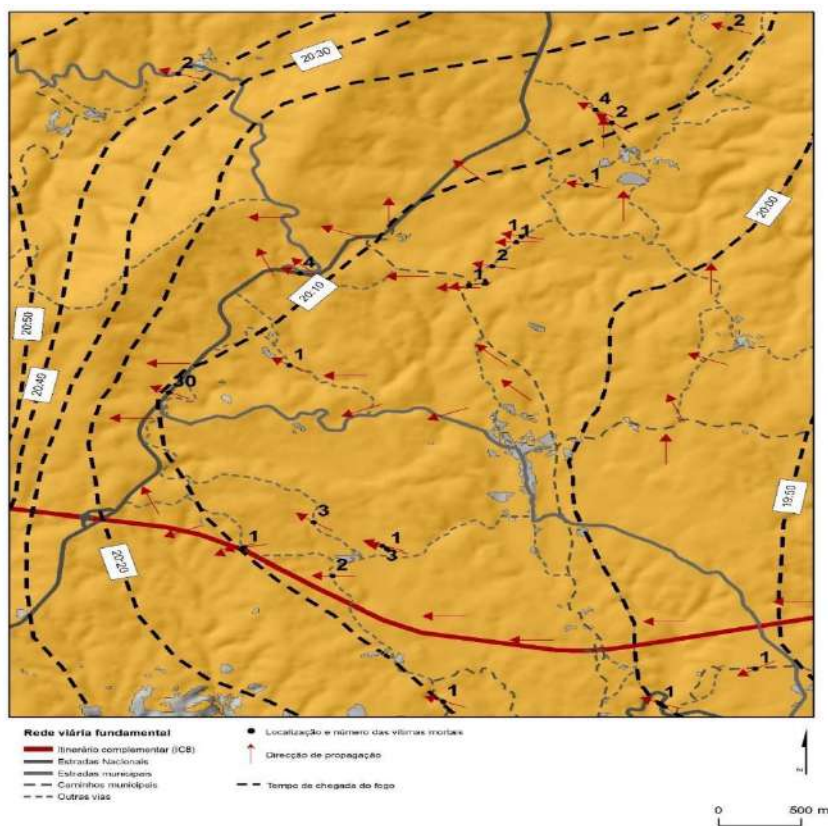 2
20:30
2
4
2
1
20:00
1
1
2
1
4
20:10
20:50
1
30
20:40
19:50
3
1
1
3
2
20:20
1
1
1
Rede viária fundamental
Itinerário complementar (IC8)
Estradas Nacionais
Estradas municipais
Caminhos municipais
Outras vias
Localização e número das vítimas mortais
Direcção de propagação
Tempo de chegada do fogo
0 500 m